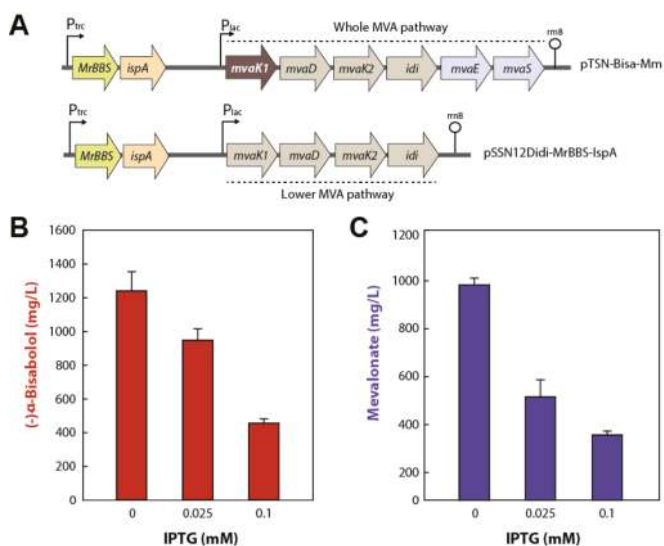 A
Ptrc
Plac
Whole MVA pathway
rrnB
MrBBS
ispA
mvaK1
mvaD
mvaK2
idi
mvaE
mvaS
pTSN-Bisa-Mm
Ptrc
Plac
rrnB
MrBBS
ispA
mvaK1
mvaD
mvaK2
idi
pSSN12Didi-MrBBS-IspA
Lower MVA pathway
B
(-)α-Bisabolol (mg/L)
1600
1400
1200
1000
800
600
400
200
0
0 0.025 0.1
IPTG (mM)
C
Mevalonate (mg/L)
1200
1000
800
600
400
200
0
0 0.025 0.1
IPTG (mM)